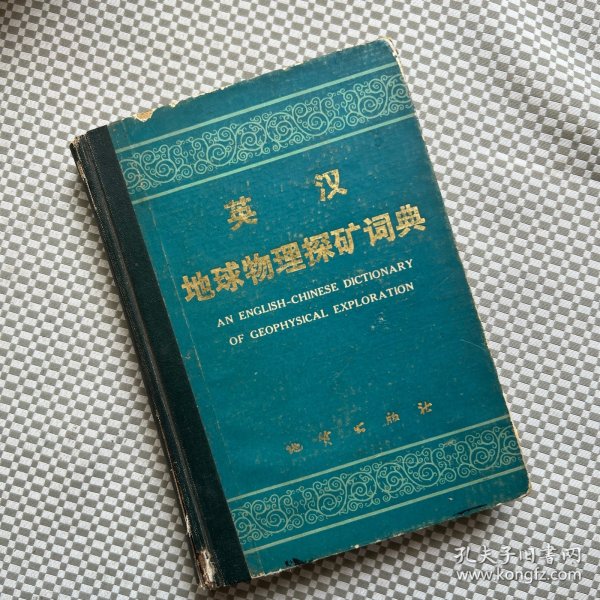 英 汉
地球物理探矿词典
AN ENGLISH-CHINESE DICTIONARY
OF GEOPHYSICAL EXPLORATION
地质出版社
孔夫子旧书网
www.kongfz.com